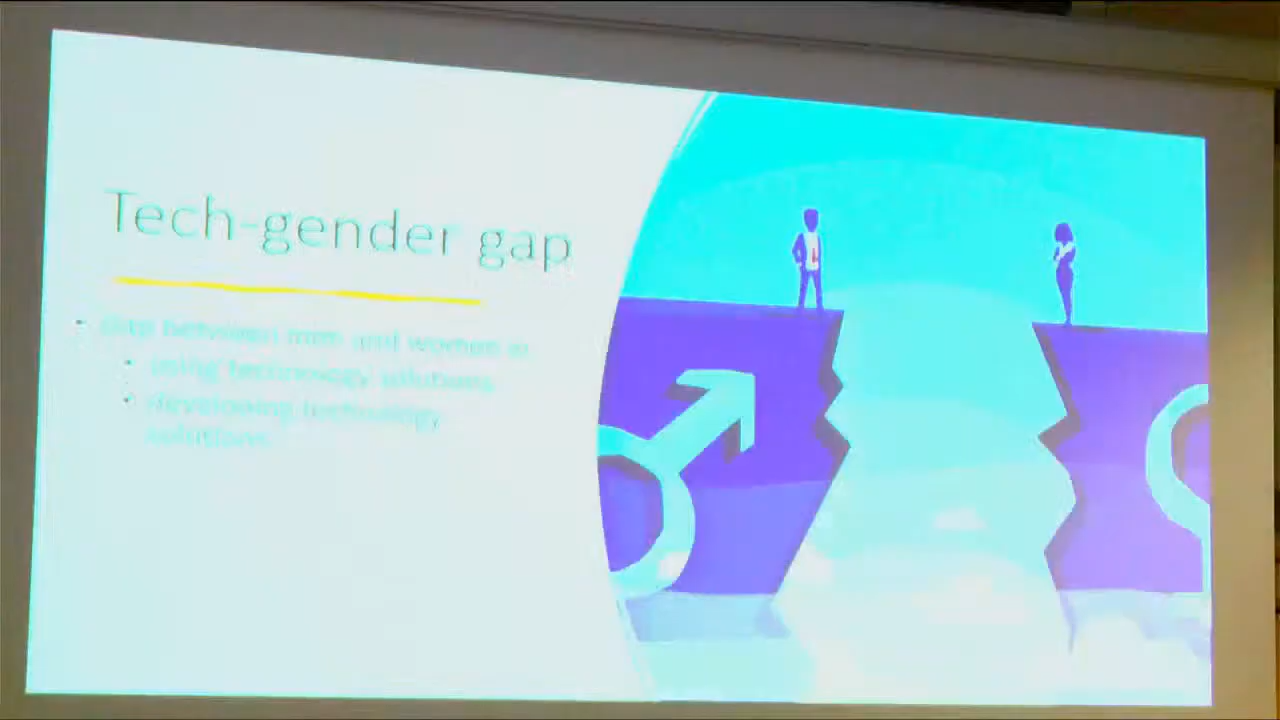 Tech-gender gap
• Gap between men and women in
• using technology solutions
• developing technology
solutions